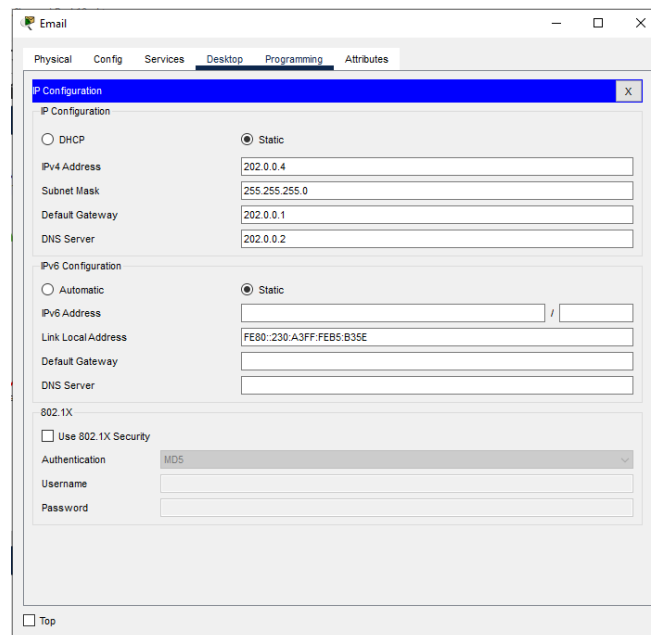 Email
Physical Config Services Desktop Programming Attributes
IP Configuration X
IP Configuration
DHCP Static
IPv4 Address 202.0.0.4
Subnet Mask 255.255.255.0
Default Gateway 202.0.0.1
DNS Server 202.0.0.2
IPv6 Configuration
Automatic Static
IPv6 Address /
Link Local Address FE80::230:A3FF:FEB5:B35E
Default Gateway
DNS Server
802.1X
Use 802.1X Security
Authentication MD5
Username
Password
Top